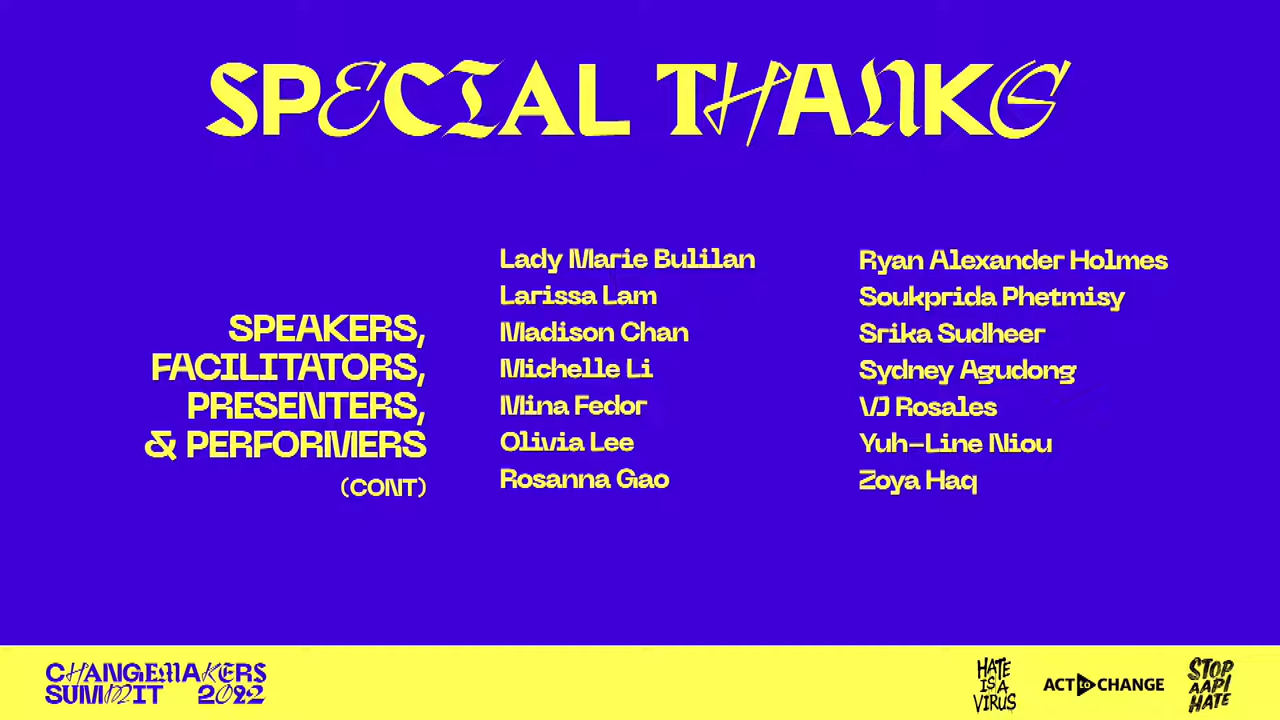 SPECIAL THANKS
SPEAKERS,
FACILITATORS,
PRESENTERS,
& PERFORMERS
(CONT)
Lady Marie Bulilan
Larissa Lam
Madison Chan
Michelle Li
Mina Fedor
Olivia Lee
Rosanna Gao
Ryan Alexander Holmes
Soukprida Phetmisy
Srika Sudheer
Sydney Agudong
VJ Rosales
Yuh-Line Niou
Zoya Haq
CHANGEMAKERS
SUMMIT 2022
HATE
IS A
VIRUS
ACT to CHANGE
STOP
AAPI
HATE